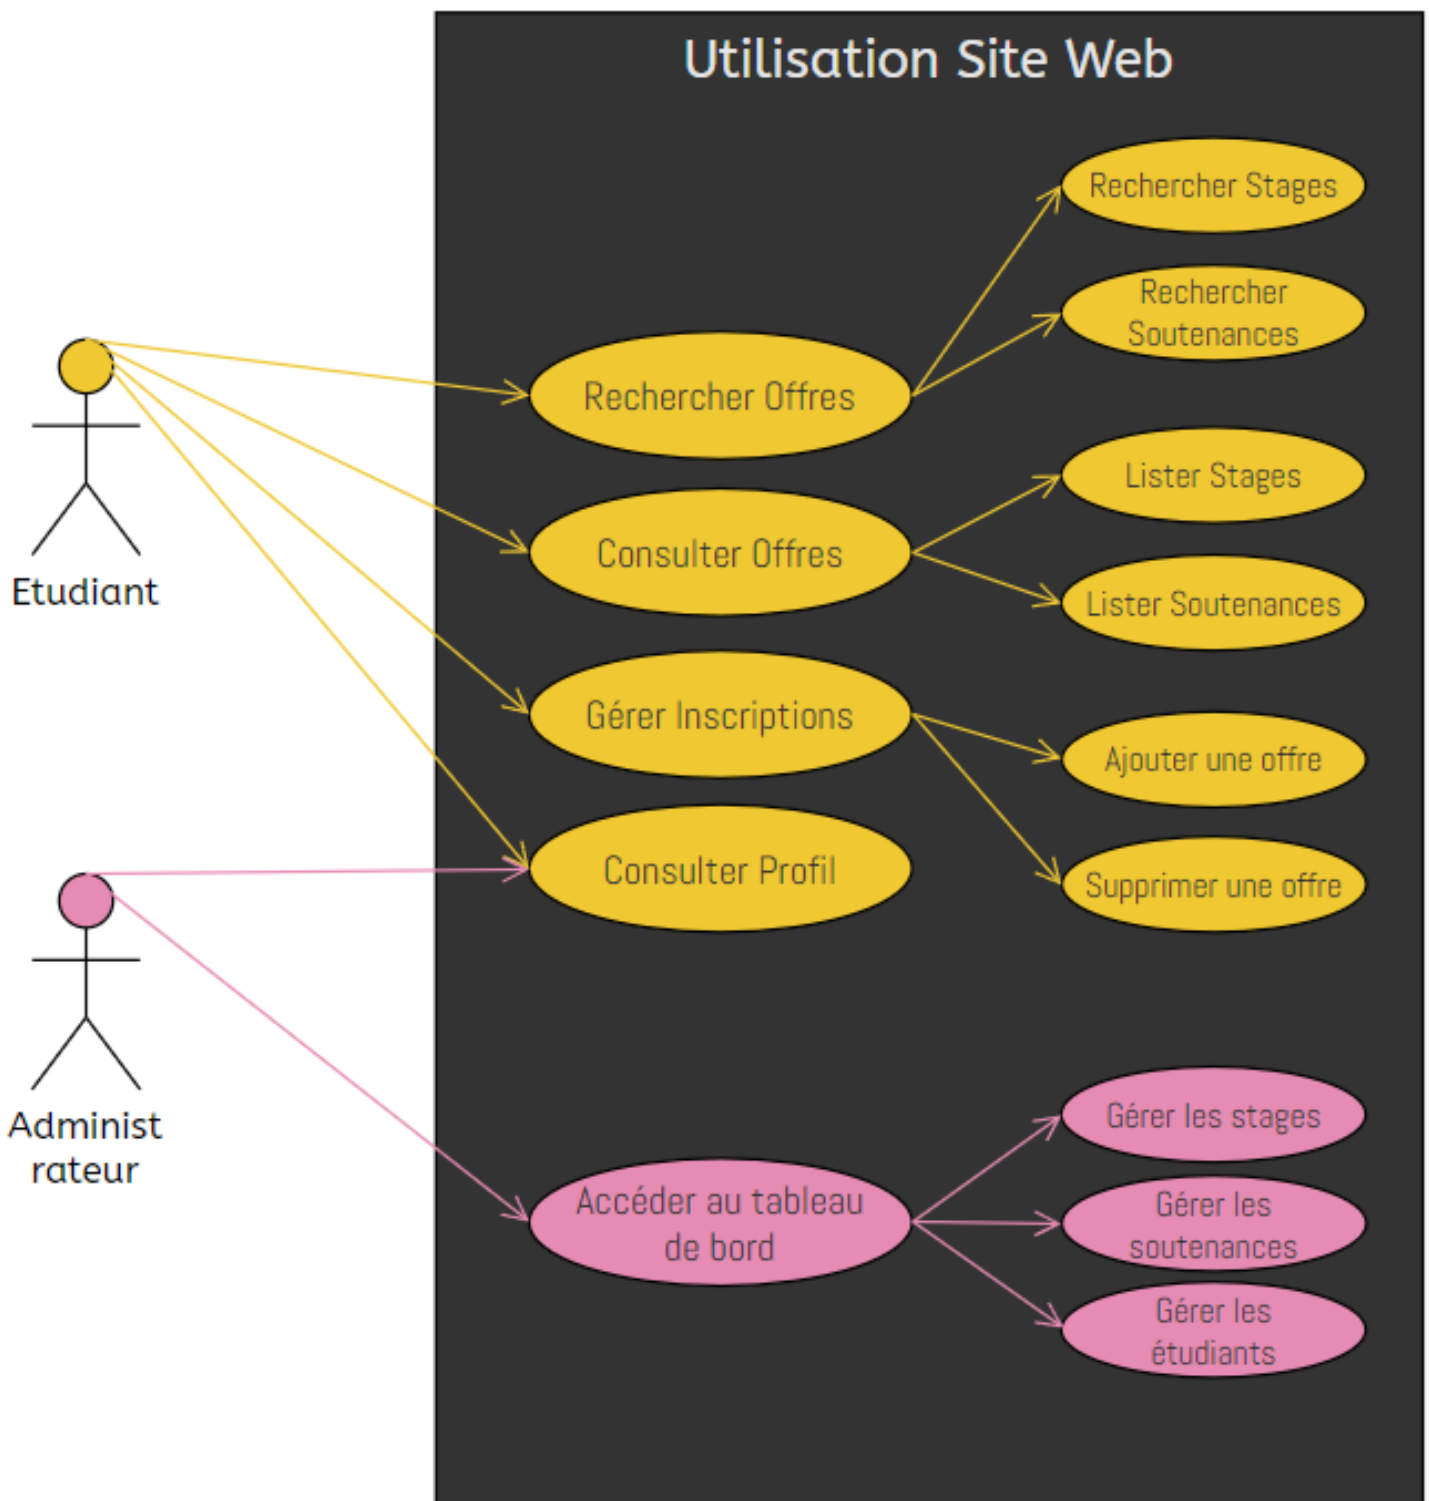 Utilisation Site Web
Rechercher Stages
Rechercher
Soutenances
Rechercher Offres
Lister Stages
Consulter Offres
Etudiant
Lister Soutenances
Gérer Inscriptions
Ajouter une offre
Consulter Profil
Supprimer une offre
Administ
rateur
Gérer les stages
Accéder au tableau
de bord
Gérer les
soutenances
Gérer les
étudiants